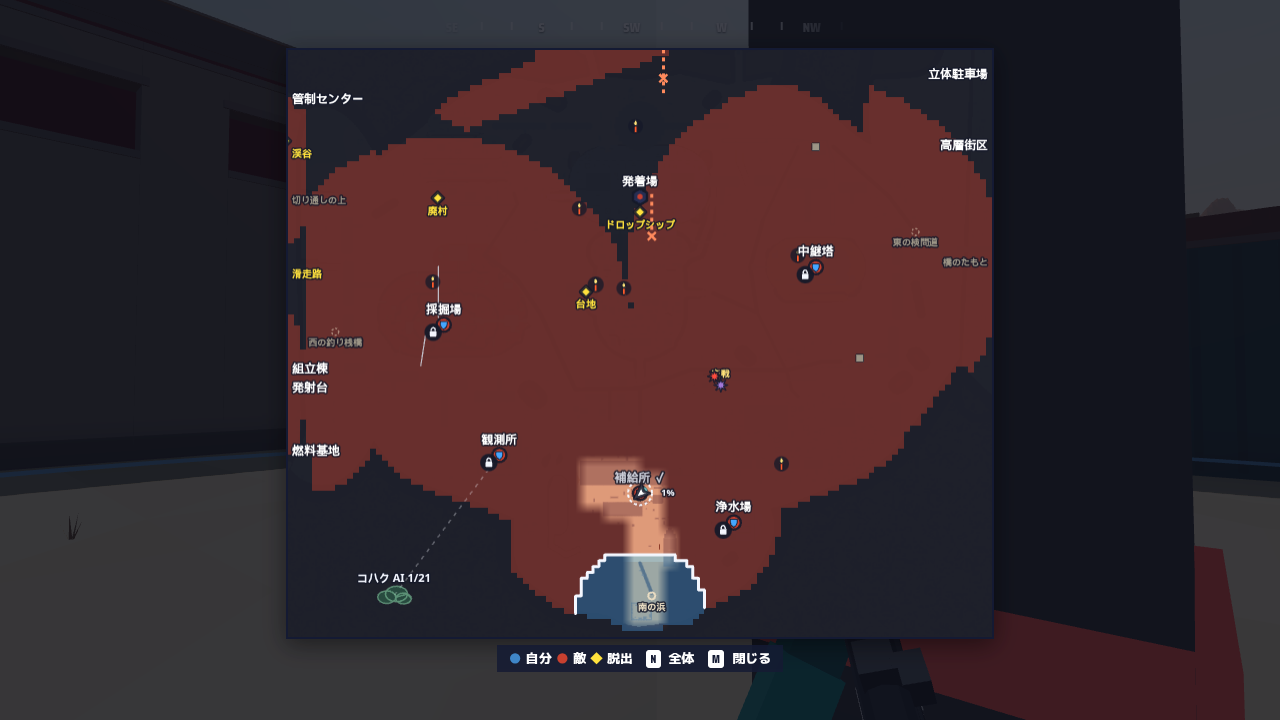 S
SW
W
NW
立体駐車場
管制センター
高層街区
渓谷
発着場
切り通しの上
廃村
ドロップシップ
東の検問選
中継塔
橋のたもと
滑走路
台地
採掘場
西の釣り桟橋
組立棟
戦
発射台
観測所
燃料基地
補給所 ✓
1%
浄水場
コハク AI 1/21
南の浜
自分 敵 脱出 N 全体 M 閉じる